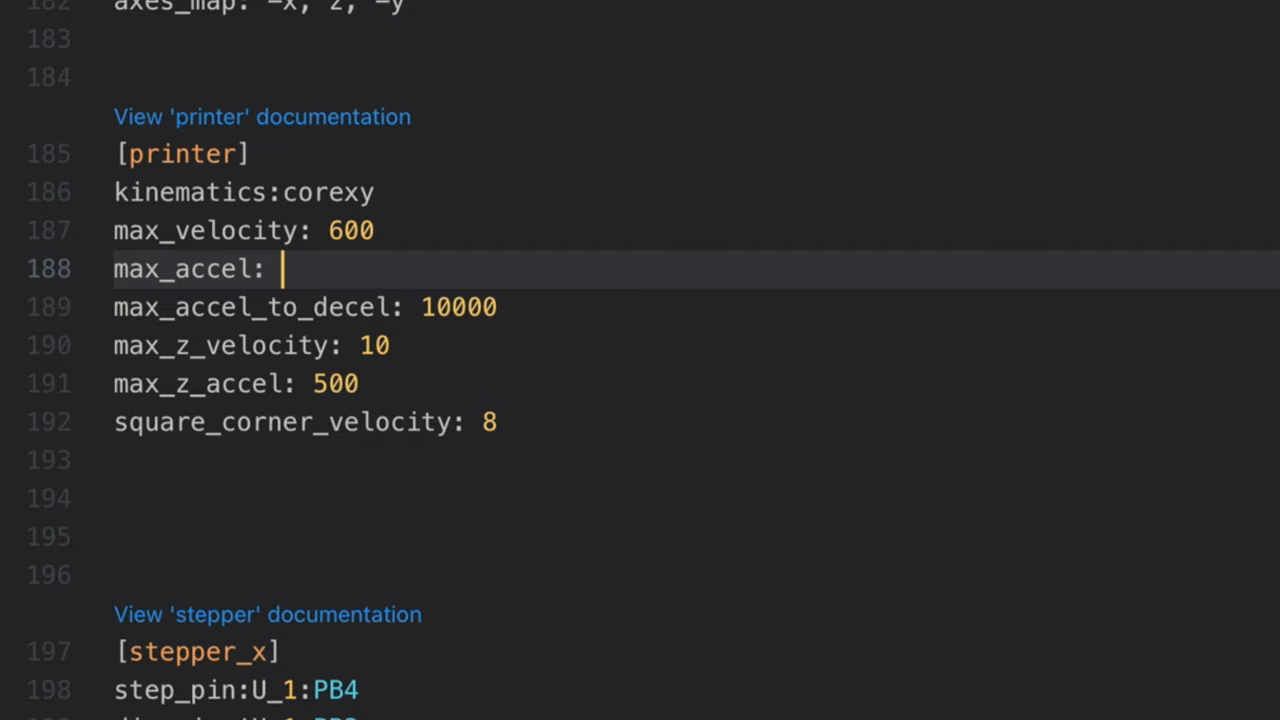 182 axes_map: -x, z, -y
183
184
View 'printer' documentation
185 [printer]
186 kinematics:corexy
187 max_velocity: 600
188 max_accel:
189 max_accel_to_decel: 10000
190 max_z_velocity: 10
191 max_z_accel: 500
192 square_corner_velocity: 8
193
194
195
196
View 'stepper' documentation
197 [stepper_x]
198 step_pin:U_1:PB4